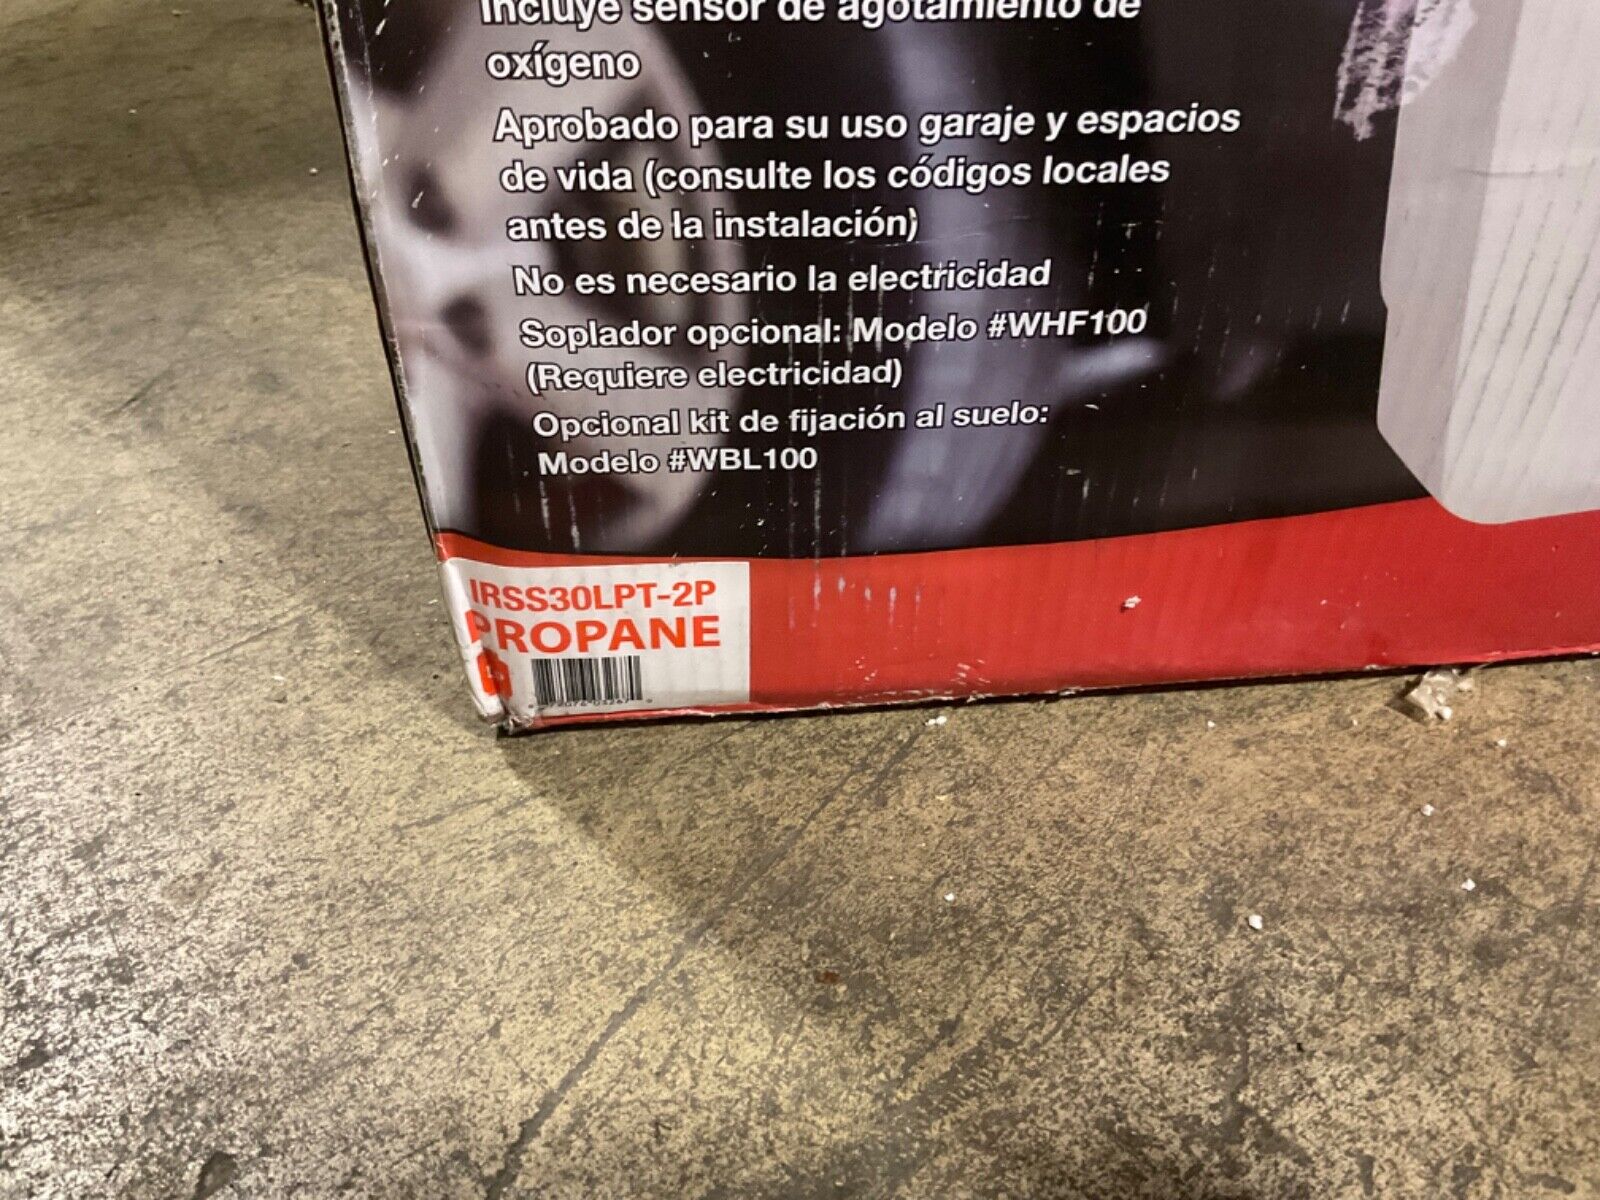 Incluye sensor de agotamiento de
oxígeno
Aprobado para su uso garaje y espacios
de vida (consulte los códigos locales
antes de la instalación)
No es necesario la electricidad
Soplador opcional: Modelo #WHF100
(Requiere electricidad)
Opcional kit de fijación al suelo:
Modelo #WBL100
IRSS30LPT-2P
PROPANE